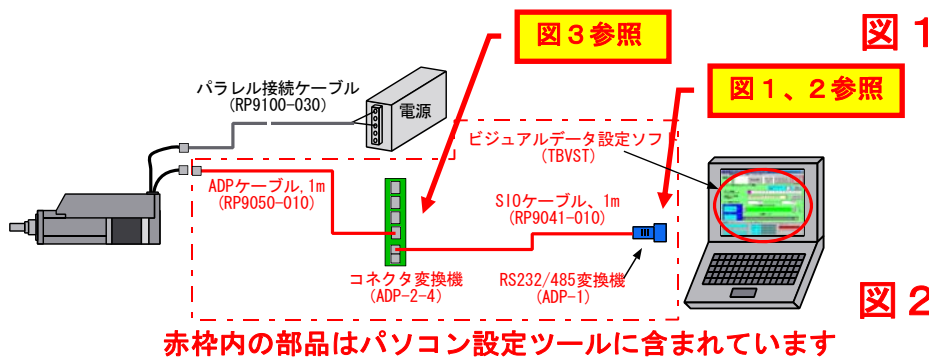 図３参照
図１
図１、２参照
パラレル接続ケーブル
(RP9100-030)
電源
ビジュアルデータ設定ソフト
(TBVST)
ADPケーブル,1m
(RP9050-010)
SIOケーブル、1m
(RP9041-010)
コネクタ変換機
(ADP-2-4)
RS232/485変換機
(ADP-1)
図２
赤枠内の部品はパソコン設定ツールに含まれています